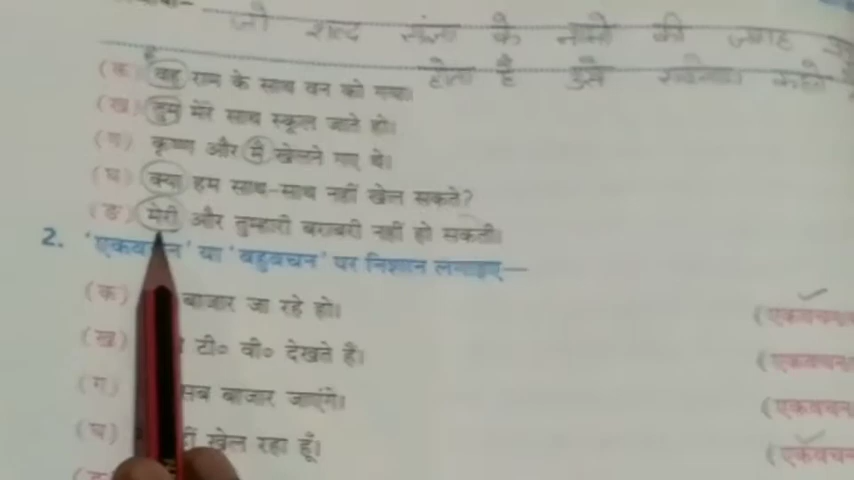 जो शब्द संज्ञा के नाम की जगह
होता है उसे सर्वनाम कहते
(क) वह राम के साथ वन को गया।
(ख) तुम मेरे साथ स्कूल जाते हो।
(ग) कृष्ण और मैं खेलने गए थे।
(घ) क्या हम साथ-साथ नहीं खेल सकते?
(ङ) मेरी और तुम्हारी बराबरी नहीं हो सकती।
2. 'एकवचन' या 'बहुवचन' पर निशान लगाइए—
(क) बाजार जा रहे हो। (एकवचन
(ख) टी० वी० देखते हैं। (एकवचन
(ग) सब बाजार जाएंगे। (एकवचन
(घ) खेल रहा हूँ। (एकवचन